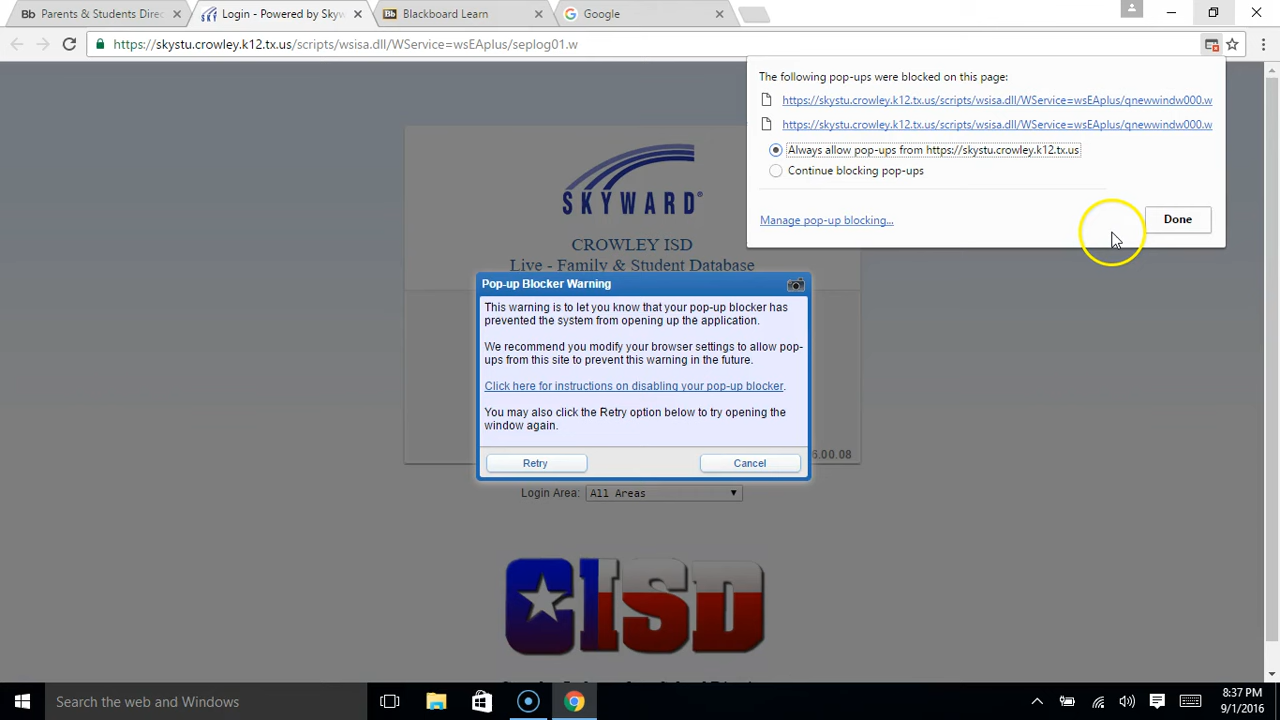 Bb Parents & Students Direc
Login - Powered by Skyw
Bb Blackboard Learn
Google
https://skystu.crowley.k12.tx.us/scripts/wsisa.dll/WService=wsEAplus/seplog01.w
The following pop-ups were blocked on this page:
https://skystu.crowley.k12.tx.us/scripts/wsisa.dll/WService=wsEAplus/qnewwindw000.w
https://skystu.crowley.k12.tx.us/scripts/wsisa.dll/WService=wsEAplus/qnewwindw000.w
Always allow pop-ups from https://skystu.crowley.k12.tx.us
Continue blocking pop-ups
Manage pop-up blocking...
Done
SKYWARD®
CROWLEY ISD
Live - Family & Student Database
Pop-up Blocker Warning
This warning is to let you know that your pop-up blocker has
prevented the system from opening up the application.
We recommend you modify your browser settings to allow pop-
ups from this site to prevent this warning in the future.
Click here for instructions on disabling your pop-up blocker.
You may also click the Retry option below to try opening the
window again.
Retry
Cancel
6.00.08
Login Area:
All Areas
CISD
Search the web and Windows
8:37 PM
9/1/2016